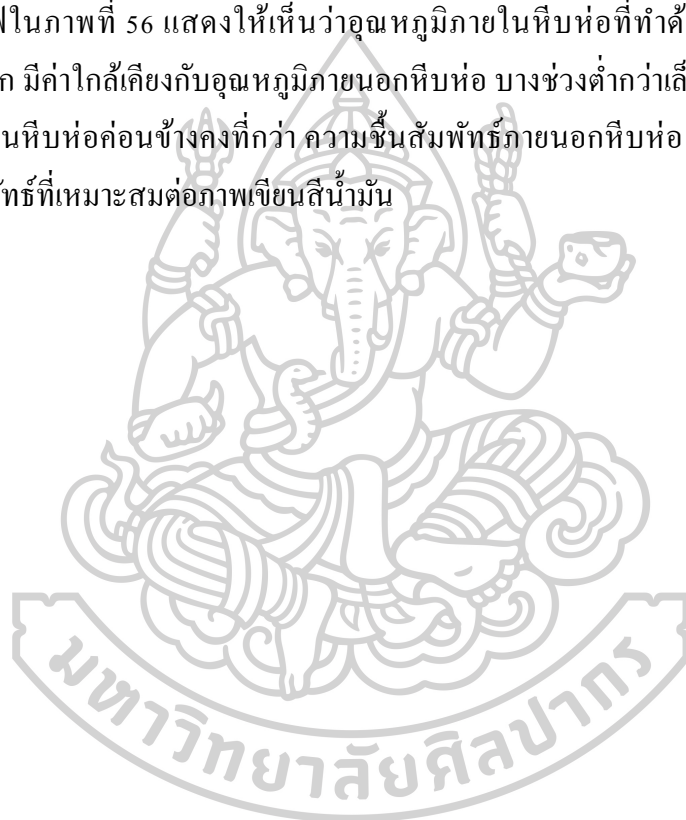 ฟในภาพที่ 56 แสดงให้เห็นว่าอุณหภูมิภายในหีบห่อที่ทำด้
ก มีค่าใกล้เคียงกับอุณหภูมิภายนอกหีบห่อ บางช่วงต่ำกว่าเล็
นหีบห่อค่อนข้างคงที่กว่า ความชื้นสัมพัทธ์ภายนอกหีบห่อ
ัทธ์ที่เหมาะสมต่อภาพเขียนสีน้ำมัน
มหาวิทยาลัยศิลปากร